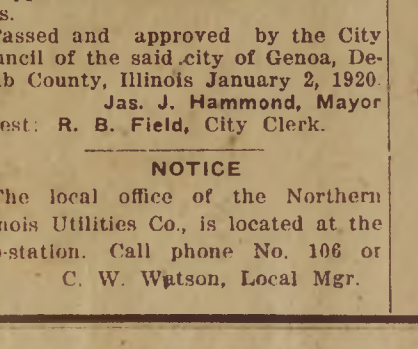 s.
assed and approved by the City
uncil of the said city of Genoa, De-
b County, Illinois January 2, 1920.
Jas. J. Hammond, Mayor
est: R. B. Field, City Clerk.
NOTICE
The local office of the Northern
nois Utilities Co., is located at the
-station. Call phone No. 106 or
C. W. Watson, Local Mgr.